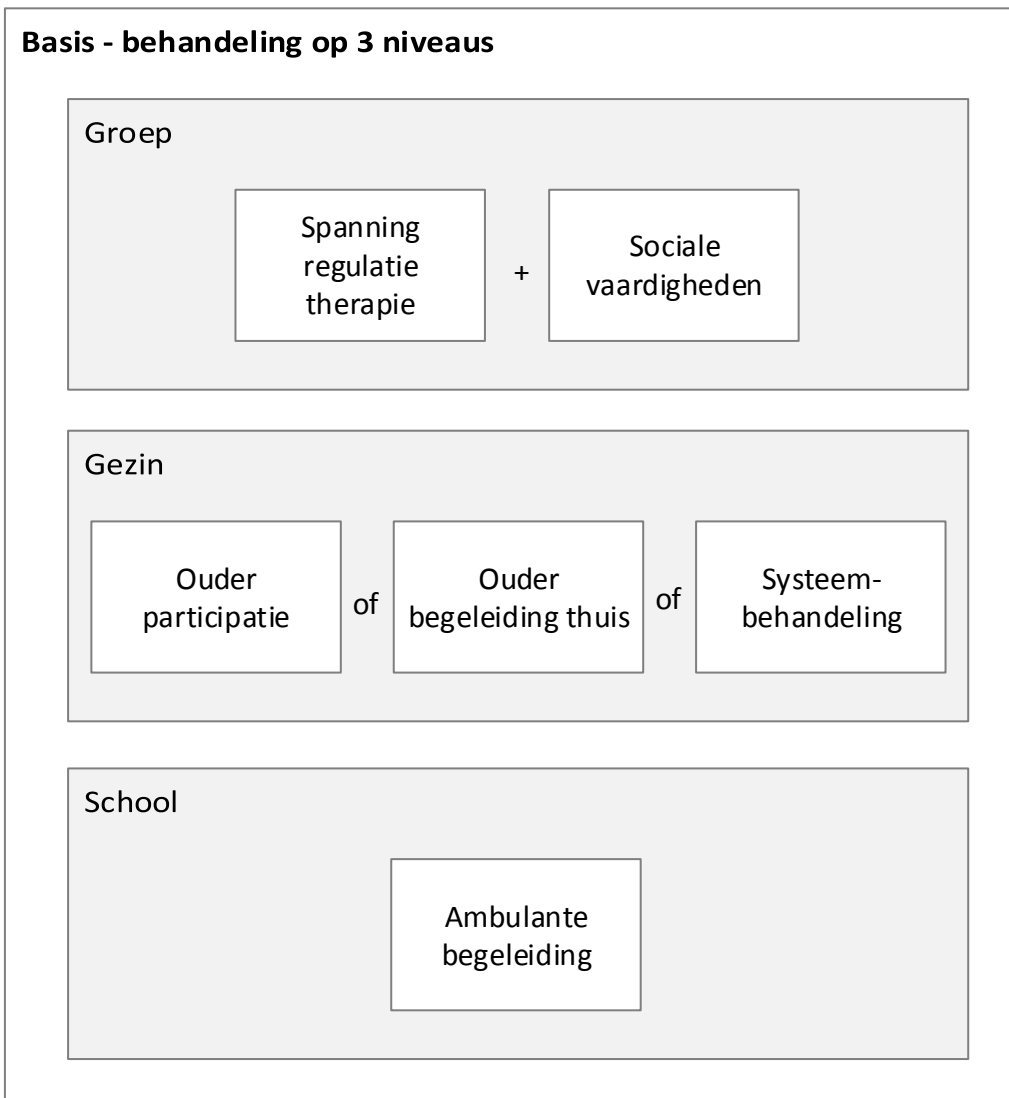 Basis - behandeling op 3 niveaus
Groep
Spanning
regulatie
therapie
+
Sociale
vaardigheden
Gezin
Ouder
participatie
of
Ouder
begeleiding thuis
of
Systeem-
behandeling
School
Ambulante
begeleiding